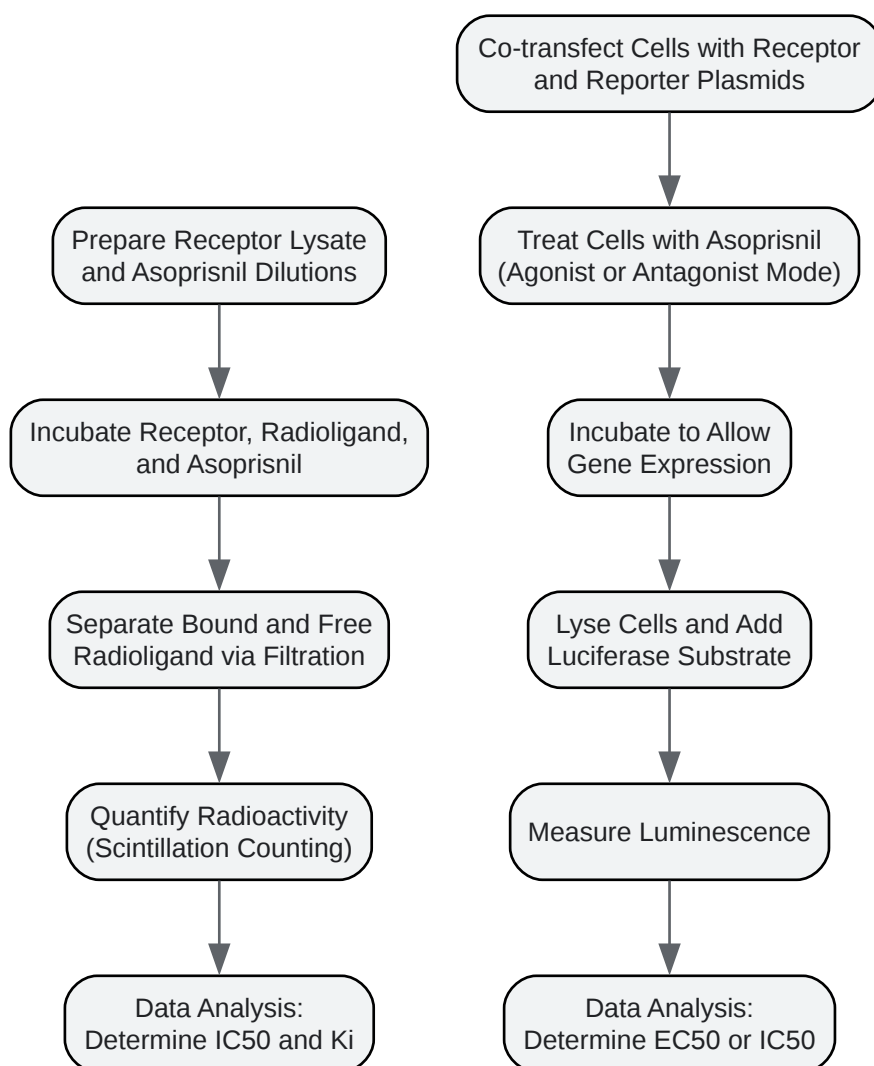 Co-transfect Cells with Receptor
and Reporter Plasmids
Prepare Receptor Lysate
and Asoprisnil Dilutions
Treat Cells with Asoprisnil
(Agonist or Antagonist Mode)
Incubate Receptor, Radioligand,
and Asoprisnil
Incubate to Allow
Gene Expression
Separate Bound and Free
Radioligand via Filtration
Lyse Cells and Add
Luciferase Substrate
Quantify Radioactivity
(Scintillation Counting)
Measure Luminescence
Data Analysis:
Determine IC50 and Ki
Data Analysis:
Determine EC50 or IC50